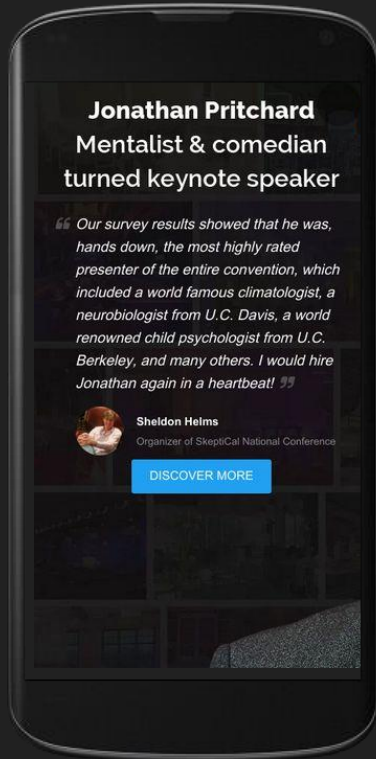 Jonathan Pritchard
Mentalist & comedian
turned keynote speaker
“ Our survey results showed that he was,
hands down, the most highly rated
presenter of the entire convention, which
included a world famous climatologist, a
neurobiologist from U.C. Davis, a world
renowned child psychologist from U.C.
Berkeley, and many others. I would hire
Jonathan again in a heartbeat! ”
Sheldon Helms
Organizer of SkeptiCal National Conference
DISCOVER MORE